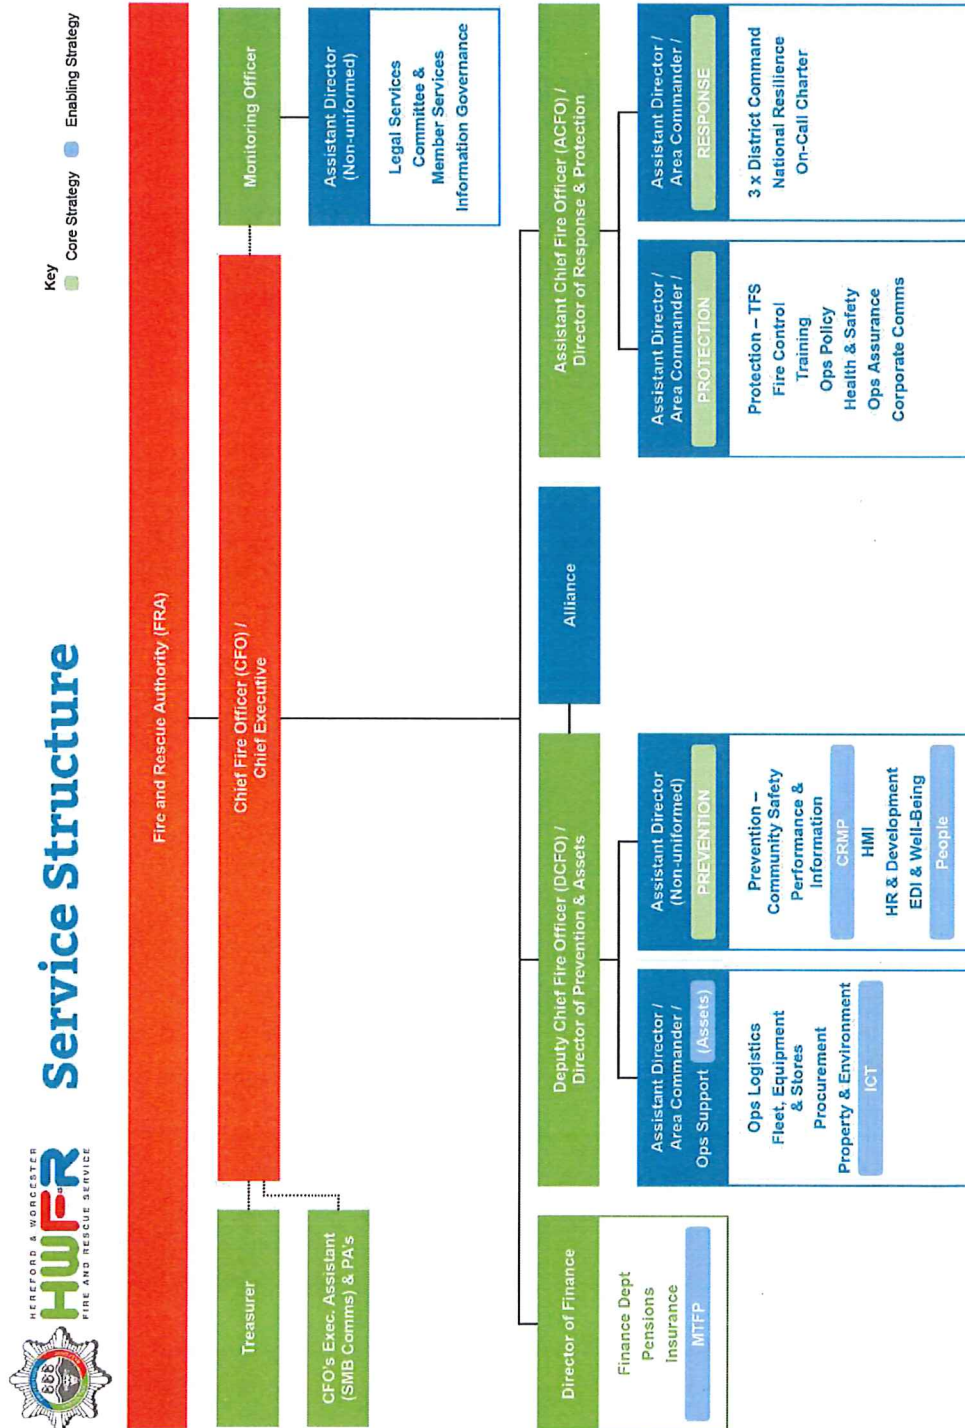 HEREFORD & WORCESTER
HWFR
FIRE AND RESCUE SERVICE
Service Structure
Key
Core Strategy
Enabling Strategy
Fire and Rescue Authority (FRA)
Treasurer
Chief Fire Officer (CFO) /
Chief Executive
Monitoring Officer
CFO's Exec. Assistant
(SMB Comms) & PA's
Assistant Director
(Non-uniformed)
Legal Services
Committee &
Member Services
Information Governance
Director of Finance
Finance Dept
Pensions
Insurance
MTFP
Deputy Chief Fire Officer (DCFO) /
Director of Prevention & Assets
Alliance
Assistant Chief Fire Officer (ACFO) /
Director of Response & Protection
Assistant Director /
Area Commander /
Ops Support (Assets)
Ops Logistics
Fleet, Equipment
& Stores
Procurement
Property & Environment
ICT
Assistant Director
(Non-uniformed)
PREVENTION
Prevention –
Community Safety
Performance &
Information
CRMP
HMI
HR & Development
EDI & Well-Being
People
Assistant Director /
Area Commander /
PROTECTION
Protection – TFS
Fire Control
Training
Ops Policy
Health & Safety
Ops Assurance
Corporate Comms
Assistant Director /
Area Commander /
RESPONSE
3 x District Command
National Resilience
On-Call Charter